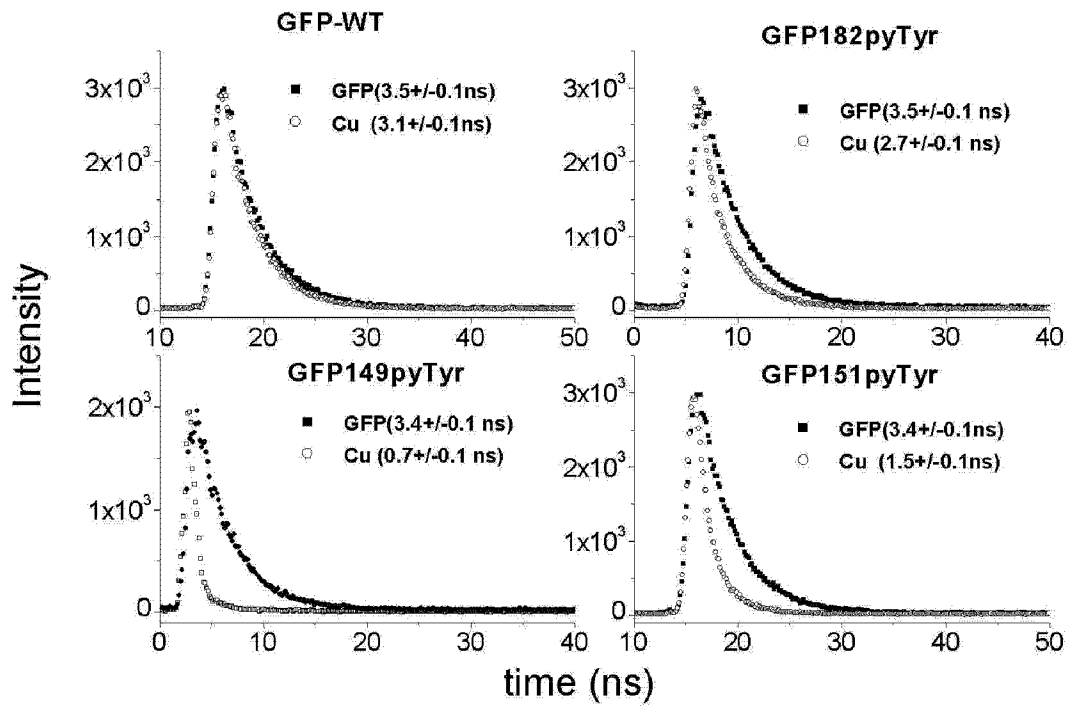 GFP-WT
GFP(3.5+/-0.1ns)
Cu (3.1+/-0.1ns)
3x10³
2x10³
1x10³
0
10 20 30 40 50
GFP182pyTyr
GFP(3.5+/-0.1 ns)
Cu (2.7+/-0.1 ns)
3x10³
2x10³
1x10³
0
0 10 20 30 40
Intensity
GFP149pyTyr
GFP(3.4+/-0.1 ns)
Cu (0.7+/-0.1 ns)
2x10³
1x10³
0
0 10 20 30 40
GFP151pyTyr
GFP(3.4+/-0.1ns)
Cu (1.5+/-0.1ns)
3x10³
2x10³
1x10³
0
10 20 30 40 50
time (ns)